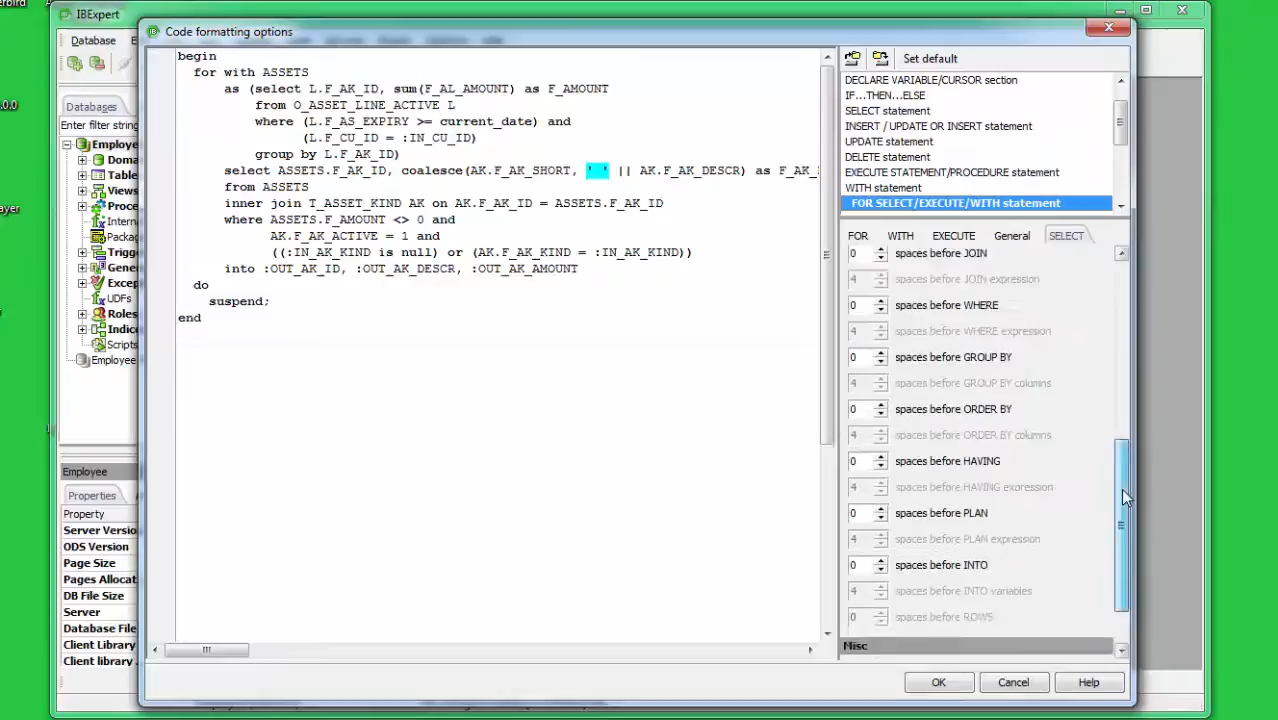 erbird
IBExpert
Code formatting options
Database
Databases
Enter filter string
Employe
Doma
Table
Views
Proce
Intern
Packag
Trigge
Gene
Excep
UDFs
Roles
Indice
Scripts
Employee
.0.0
ayer
Employee
Properties
Property
Server Versio
ODS Version
Page Size
Pages Allocat
DB File Size
Server
Database File
Client Library
Client library
begin
for with ASSETS
as (select L.F_AK_ID, sum(F_AL_AMOUNT) as F_AMOUNT
from O_ASSET_LINE_ACTIVE L
where (L.F_AS_EXPIRY >= current_date) and
(L.F_CU_ID = :IN_CU_ID)
group by L.F_AK_ID)
select ASSETS.F_AK_ID, coalesce(AK.F_AK_SHORT, ' ' || AK.F_AK_DESCR) as F_AK_
from ASSETS
inner join T_ASSET_KIND AK on AK.F_AK_ID = ASSETS.F_AK_ID
where ASSETS.F_AMOUNT <> 0 and
AK.F_AK_ACTIVE = 1 and
((:IN_AK_KIND is null) or (AK.F_AK_KIND = :IN_AK_KIND))
into :OUT_AK_ID, :OUT_AK_DESCR, :OUT_AK_AMOUNT
do
suspend;
end
Set default
DECLARE VARIABLE/CURSOR section
IF...THEN...ELSE
SELECT statement
INSERT / UPDATE OR INSERT statement
UPDATE statement
DELETE statement
EXECUTE STATEMENT/PROCEDURE statement
WITH statement
FOR SELECT/EXECUTE/WITH statement
FOR WITH EXECUTE General SELECT
0 spaces before JOIN
4 spaces before JOIN expression
0 spaces before WHERE
4 spaces before WHERE expression
0 spaces before GROUP BY
4 spaces before GROUP BY columns
0 spaces before ORDER BY
4 spaces before ORDER BY columns
0 spaces before HAVING
4 spaces before HAVING expression
0 spaces before PLAN
4 spaces before PLAN expression
0 spaces before INTO
4 spaces before INTO variables
0 spaces before ROWS
Misc
OK Cancel Help